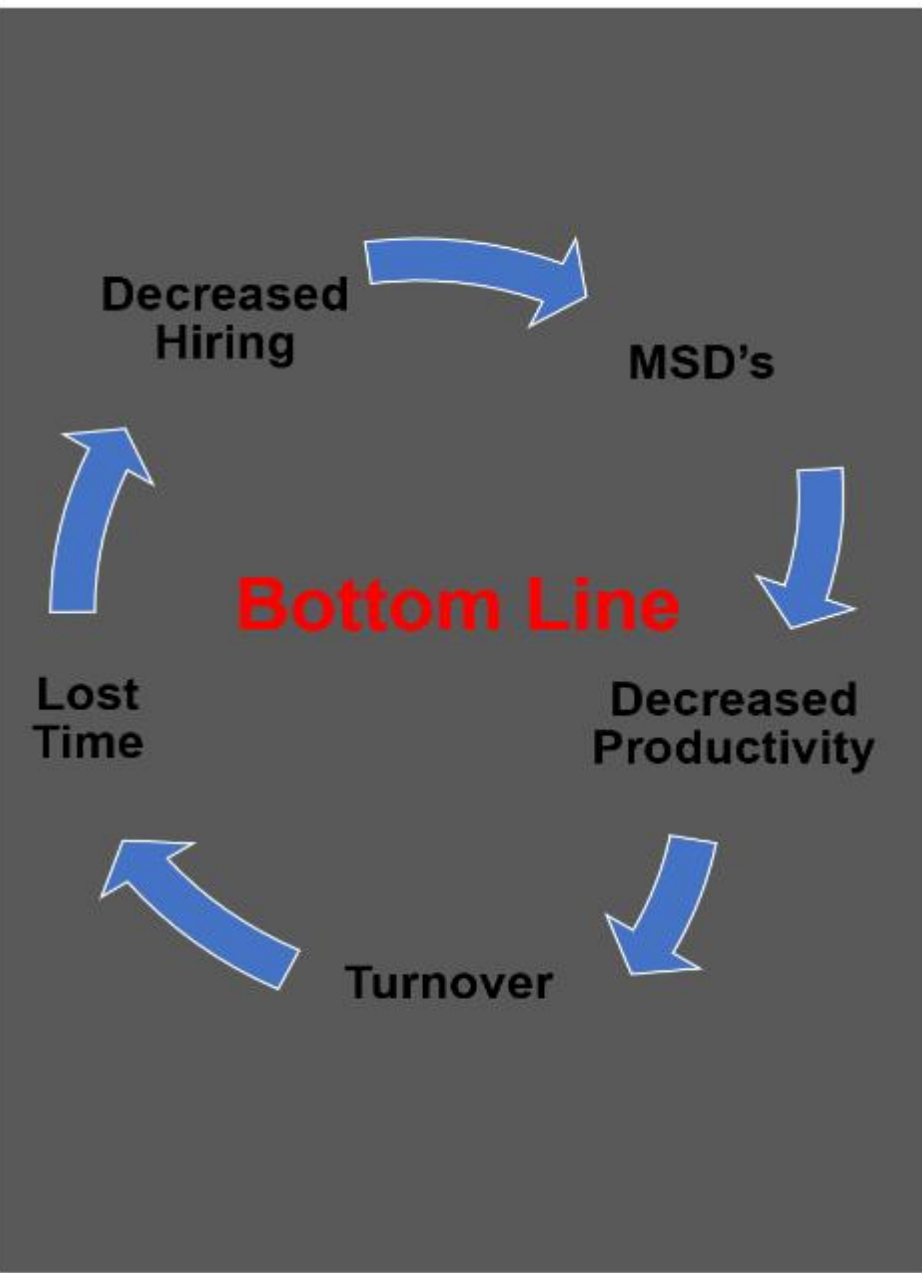 Decreased
Hiring
MSD’s
Bottom Line
Decreased
Productivity
Turnover
Lost
Time